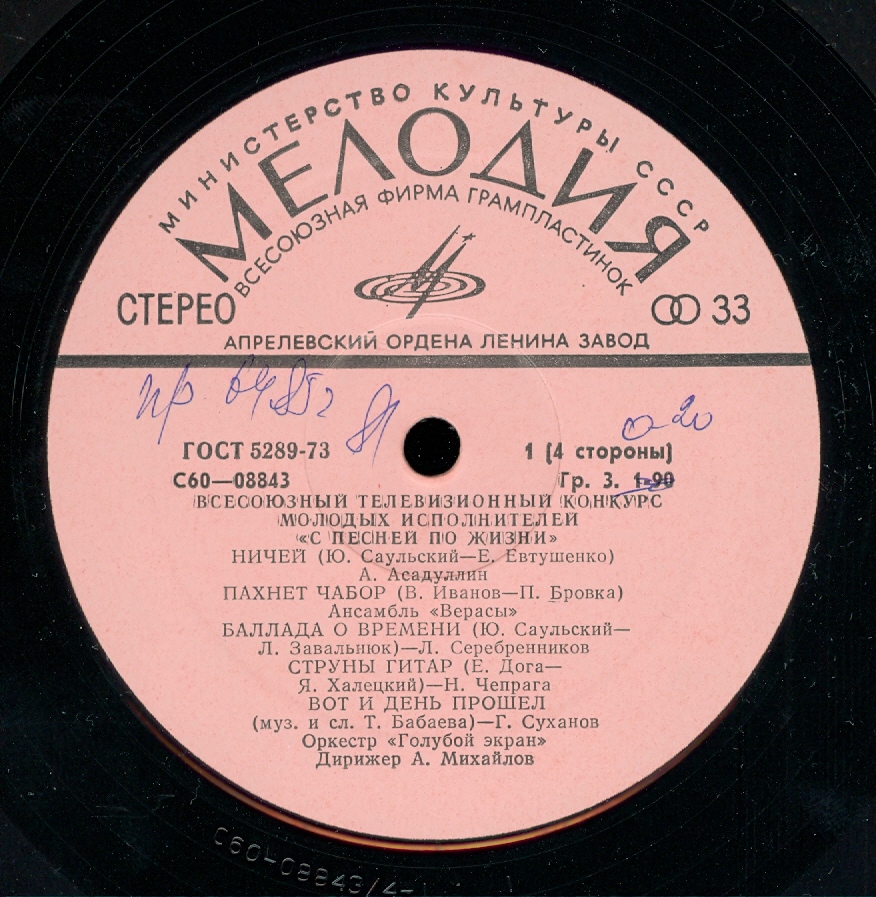 МИНИСТЕРСТВО КУЛЬТУРЫ СССР
МЕЛОДИЯ
ВСЕСОЮЗНАЯ ФИРМА ГРАМПЛАСТИНОК
СТЕРЕО 33
АПРЕЛЕВСКИЙ ОРДЕНА ЛЕНИНА ЗАВОД
пр.
0-20
ГОСТ 5289-73 1 (4 стороны)
С60—08843 Гр. 3. 1-90
ВСЕСОЮЗНЫЙ ТЕЛЕВИЗИОННЫЙ КОНКУРС
МОЛОДЫХ ИСПОЛНИТЕЛЕЙ
«С ПЕСНЕЙ ПО ЖИЗНИ»
НИЧЕЙ (Ю. Саульский—Е. Евтушенко)
А. Асадуллин
ПАХНЕТ ЧАБОР (В. Иванов—П. Бровка)
Ансамбль «Верасы»
БАЛЛАДА О ВРЕМЕНИ (Ю. Саульский—
Л. Завальнюк)—Л. Серебренников
СТРУНЫ ГИТАР (Е. Дога—
Я. Халецкий)—Н. Чепрага
ВОТ И ДЕНЬ ПРОШЕЛ
(муз. и сл. Т. Бабаева)—Г. Суханов
Оркестр «Голубой экран»
Дирижер А. Михайлов
С60-08843/4-1